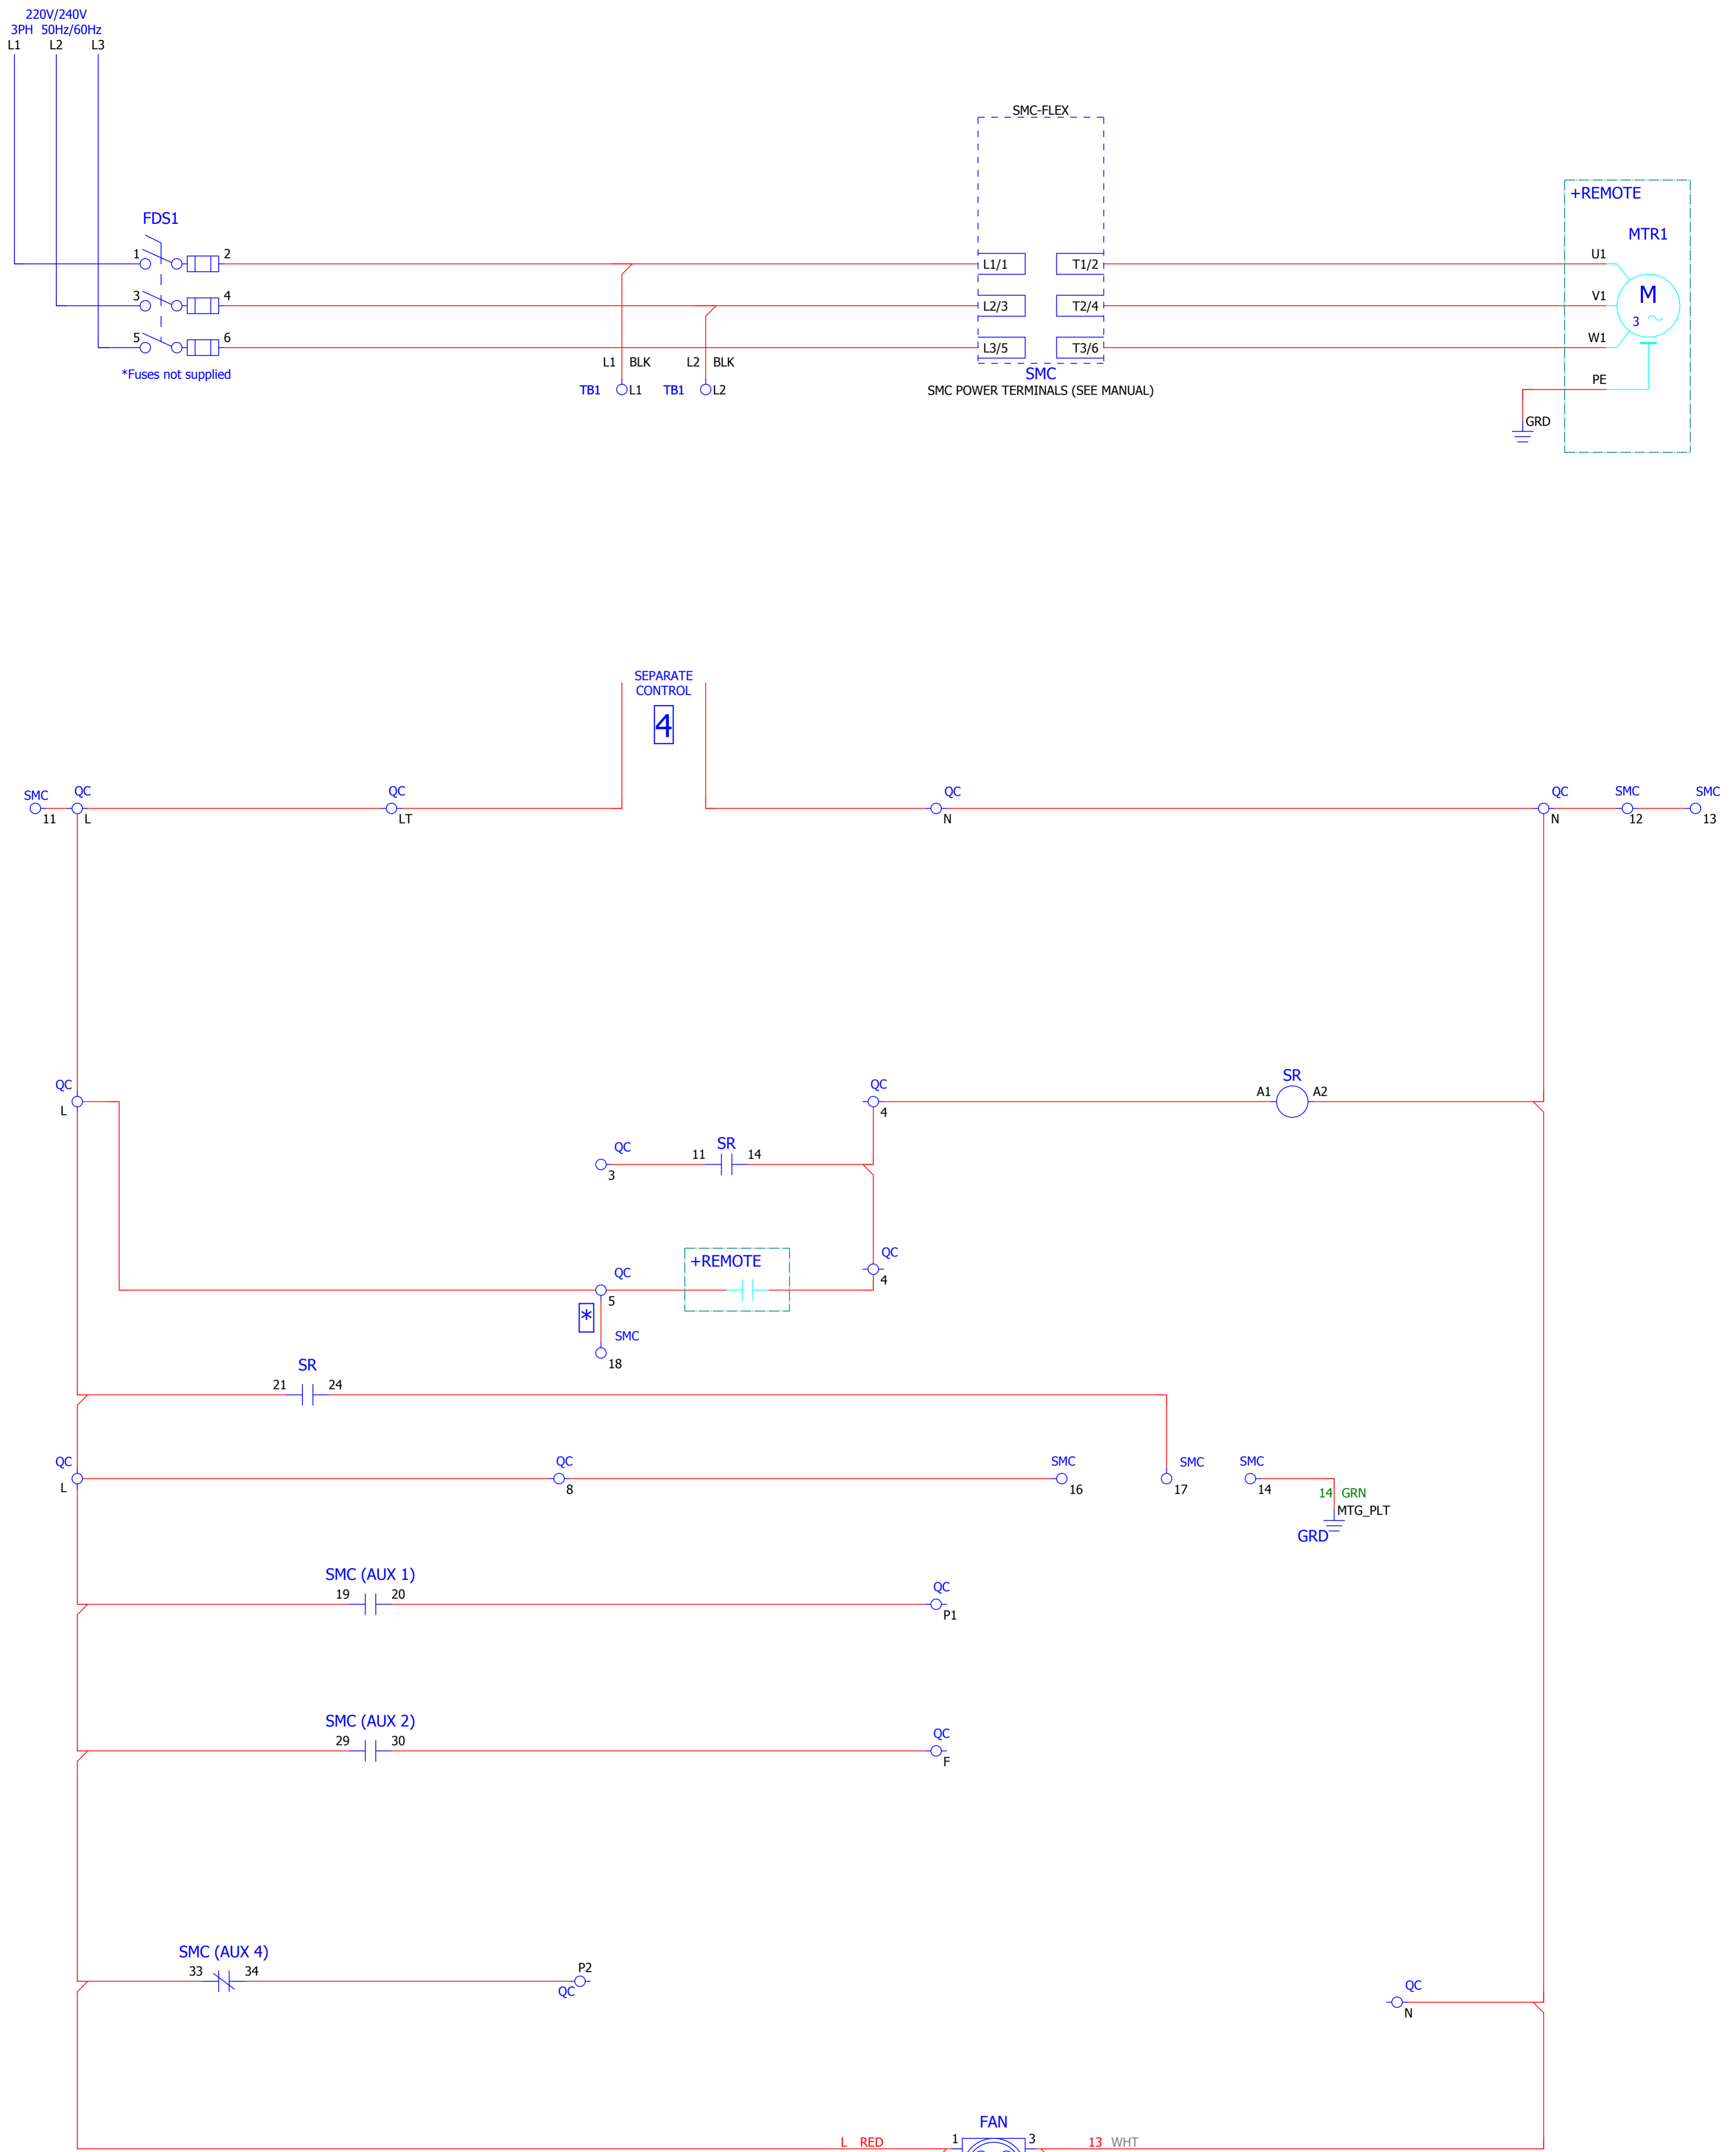 220V/240V
3PH 50Hz/60Hz
L1 L2 L3
SMC-FLEX
+REMOTE
FDS1
MTR1
1 2 L1/1 T1/2 U1
3 4 L2/3 T2/4 V1 M
3
5 6 L3/5 T3/6 W1
L1 BLK L2 BLK
*Fuses not supplied
SMC
PE
TB1 L1 TB1 L2
SMC POWER TERMINALS (SEE MANUAL)
GRD
SEPARATE
CONTROL
4
SMC QC QC QC QC SMC SMC
11 L LT N N 12 13
QC QC SR
L 4 A1 A2
QC SR
3 11 14
+REMOTE
QC QC
5 4
*
SMC
18
SR
21 24
QC QC SMC SMC SMC
L 8 16 17 14
14 GRN
MTG_PLT
GRD
SMC (AUX 1)
19 20 QC
P1
SMC (AUX 2)
29 30 QC
F
SMC (AUX 4)
33 34 P2
QC
QC
N
FAN
L RED 1 3 13 WHT